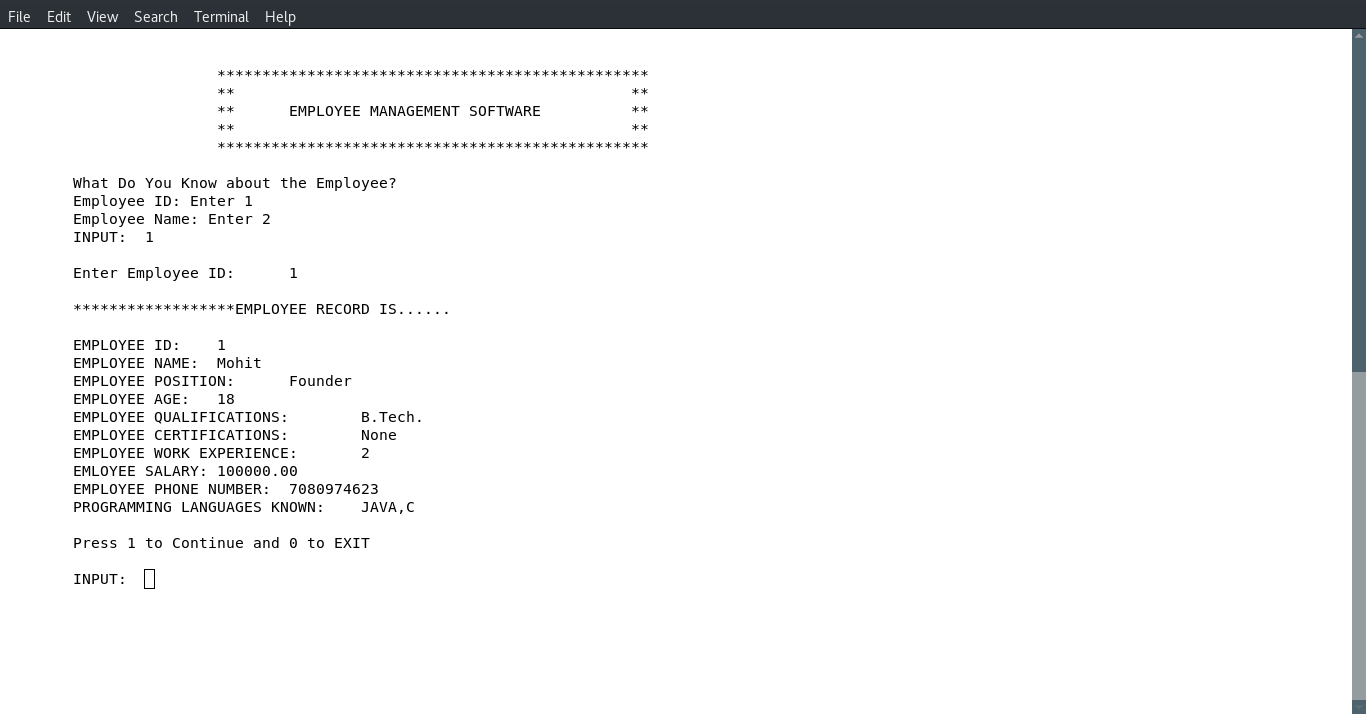 File Edit View Search Terminal Help
************************************************
** **
** EMPLOYEE MANAGEMENT SOFTWARE **
** **
************************************************
What Do You Know about the Employee?
Employee ID: Enter 1
Employee Name: Enter 2
INPUT: 1
Enter Employee ID: 1
******************EMPLOYEE RECORD IS......
EMPLOYEE ID: 1
EMPLOYEE NAME: Mohit
EMPLOYEE POSITION: Founder
EMPLOYEE AGE: 18
EMPLOYEE QUALIFICATIONS: B.Tech.
EMPLOYEE CERTIFICATIONS: None
EMPLOYEE WORK EXPERIENCE: 2
EMLOYEE SALARY: 100000.00
EMPLOYEE PHONE NUMBER: 7080974623
PROGRAMMING LANGUAGES KNOWN: JAVA,C
Press 1 to Continue and 0 to EXIT
INPUT: